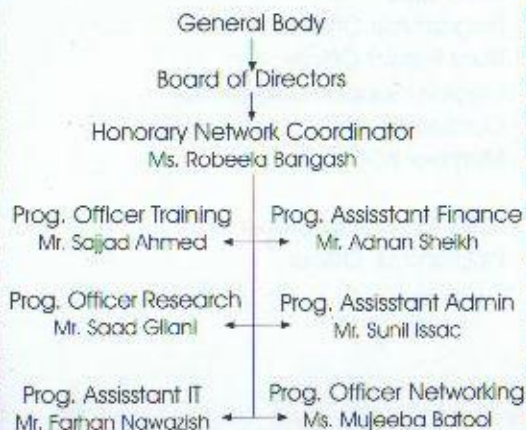 General Body
Board of Directors
Honorary Network Coordinator
Ms. Robeela Bangash
Prog. Officer Training
Mr. Sajjad Ahmed
Prog. Assisstant Finance
Mr. Adnan Sheikh
Prog. Officer Research
Mr. Saad Gilani
Prog. Assisstant Admin
Mr. Sunil Issac
Prog. Assisstant IT
Mr. Farhan Nawazish
Prog. Officer Networking
Ms. Mujeeba Batool